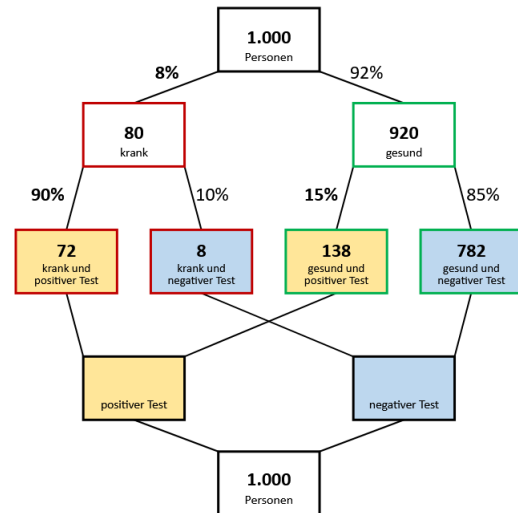 1.000
Personen
8%
92%
80
krank
920
gesund
90%
10%
15%
85%
72
krank und
positiver Test
8
krank und
negativer Test
138
gesund und
positiver Test
782
gesund und
negativer Test
positiver Test
negativer Test
1.000
Personen